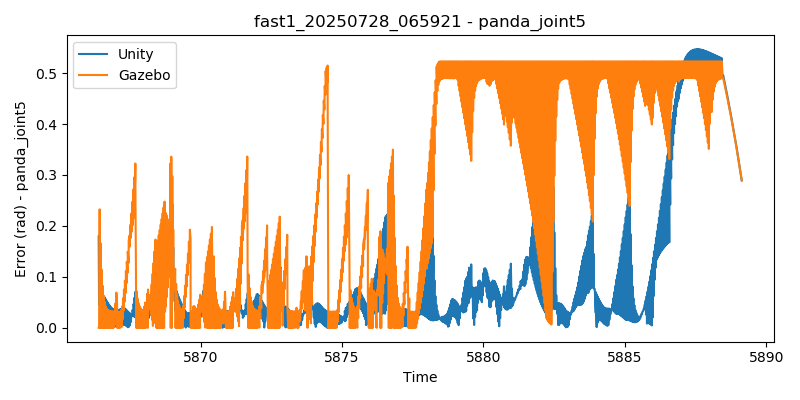 fast1_20250728_065921 - panda_joint5
Unity
Gazebo
Error (rad) - panda_joint5
0.5
0.4
0.3
0.2
0.1
0.0
5870
5875
5880
5885
5890
Time